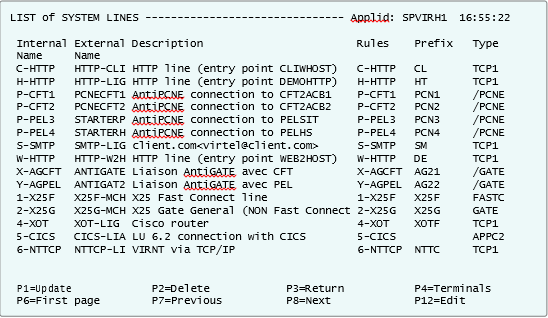 LIST of SYSTEM LINES ------------------------------ Applid: SPVIRH1 16:55:22
Internal External Description Rules Prefix Type
Name Name
C-HTTP HTTP-CLI HTTP line (entry point CLIWHOST) C-HTTP CL TCP1
H-HTTP HTTP-LIG HTTP line (entry point DEMOHTTP) H-HTTP HT TCP1
P-CFT1 PCNECFT1 AntiPCNE connection to CFT2ACB1 P-CFT1 PCN1 /PCNE
P-CFT2 PCNECFT2 AntiPCNE connection to CFT2ACB2 P-CFT2 PCN2 /PCNE
P-PEL3 STARTERP AntiPCNE connection to PELSIT P-PEL3 PCN3 /PCNE
P-PEL4 STARTERH AntiPCNE connection to PELHS P-PEL4 PCN4 /PCNE
S-SMTP SMTP-LIG client.com<virtel@client.com> S-SMTP SM TCP1
W-HTTP HTTP-W2H HTTP line (entry point WEB2HOST) W-HTTP DE TCP1
X-AGCFT ANTIGATE Liaison AntiGATE avec CFT X-AGCFT AG21 /GATE
Y-AGPEL ANTIGAT2 Liaison AntiGATE avec PEL Y-AGPEL AG22 /GATE
1-X25F X25F-MCH X25 Fast Connect line 1-X25F X25F FASTC
2-X25G X25G-MCH X25 Gate General (NON Fast Connect 2-X25G X25G GATE
4-XOT XOT-LIG Cisco router 4-XOT XOTF TCP1
5-CICS CICS-LIA LU 6.2 connection with CICS 5-CICS APPC2
6-NTTCP NTTCP-LI VIRNT via TCP/IP 6-NTTCP NTTC TCP1
P1=Update P2=Delete P3=Return P4=Terminals
P6=First page P7=Previous P8=Next P12=Edit